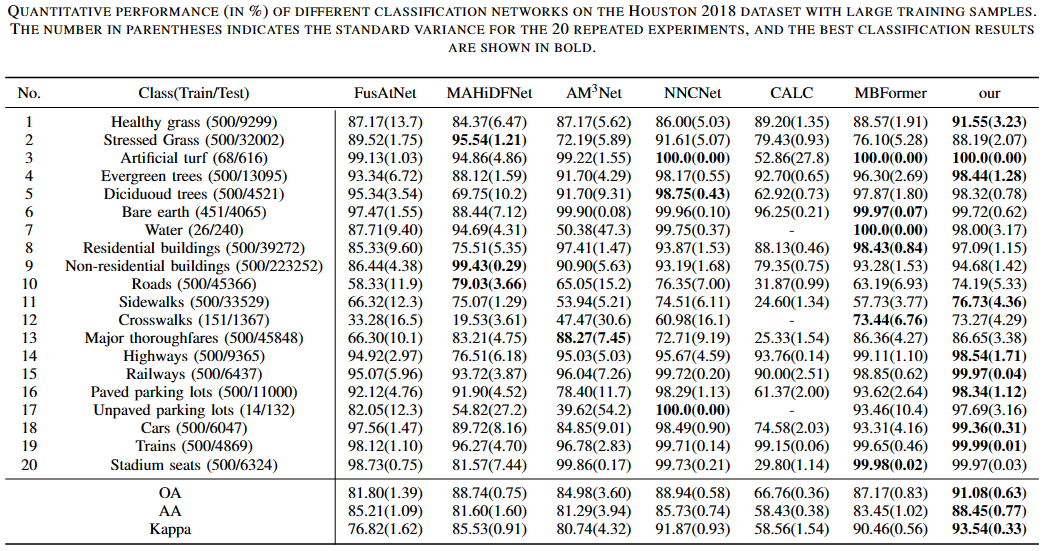 QUANTITATIVE PERFORMANCE (IN %) OF DIFFERENT CLASSIFICATION NETWORKS ON THE HOUSTON 2018 DATASET WITH LARGE TRAINING SAMPLES.
THE NUMBER IN PARENTHESES INDICATES THE STANDARD VARIANCE FOR THE 20 REPEATED EXPERIMENTS, AND THE BEST CLASSIFICATION RESULTS
ARE SHOWN IN BOLD.
No. Class(Train/Test) FusAtNet MAHiDFNet AM³Net NNCNet CALC MBFormer our
1 Healthy grass (500/9299) 87.17(13.7) 84.37(6.47) 87.17(5.62) 86.00(5.03) 89.20(1.35) 88.57(1.91) 91.55(3.23)
2 Stressed Grass (500/32002) 89.52(1.75) 95.54(1.21) 72.19(5.89) 91.61(5.07) 79.43(0.93) 76.10(5.28) 88.19(2.07)
3 Artificial turf (68/616) 99.13(1.03) 94.86(4.86) 99.22(1.55) 100.0(0.00) 52.86(27.8) 100.0(0.00) 100.0(0.00)
4 Evergreen trees (500/13095) 93.34(6.72) 88.12(1.59) 91.70(4.29) 98.17(0.55) 92.70(0.65) 96.30(2.69) 98.44(1.28)
5 Diciduoud trees (500/4521) 95.34(3.54) 69.75(10.2) 91.70(9.31) 98.75(0.43) 62.92(0.73) 97.87(1.80) 98.32(0.78)
6 Bare earth (451/4065) 97.47(1.55) 88.44(7.12) 99.90(0.08) 99.96(0.10) 96.25(0.21) 99.97(0.07) 99.72(0.62)
7 Water (26/240) 87.71(9.40) 94.69(4.31) 50.38(47.3) 99.75(0.37) - 100.0(0.00) 98.00(3.17)
8 Residential buildings (500/39272) 85.33(9.60) 75.51(5.35) 97.41(1.47) 93.87(1.53) 88.13(0.46) 98.43(0.84) 97.09(1.15)
9 Non-residential buildings (500/223252) 86.44(4.38) 99.43(0.29) 90.90(5.63) 93.19(1.68) 79.35(0.75) 93.28(1.53) 94.68(1.42)
10 Roads (500/45366) 58.33(11.9) 79.03(3.66) 65.05(15.2) 76.35(7.00) 31.87(0.99) 63.19(6.93) 74.19(5.33)
11 Sidewalks (500/33529) 66.32(12.3) 75.07(1.29) 53.94(5.21) 74.51(6.11) 24.60(1.34) 57.73(3.77) 76.73(4.36)
12 Crosswalks (151/1367) 33.28(16.5) 19.53(3.61) 47.47(30.6) 60.98(16.1) - 73.44(6.76) 73.27(4.29)
13 Major thoroughfares (500/45848) 66.30(10.1) 83.21(4.75) 88.27(7.45) 72.71(9.19) 25.33(1.54) 86.36(4.27) 86.65(3.38)
14 Highways (500/9365) 94.92(2.97) 76.51(6.18) 95.03(5.03) 95.67(4.59) 93.76(0.14) 99.11(1.10) 98.54(1.71)
15 Railways (500/6437) 95.07(5.96) 93.72(3.87) 96.04(7.26) 99.72(0.20) 90.00(2.51) 98.85(0.62) 99.97(0.04)
16 Paved parking lots (500/11000) 92.12(4.76) 91.90(4.52) 78.40(11.7) 98.29(1.13) 61.37(2.00) 93.62(2.64) 98.34(1.12)
17 Unpaved parking lots (14/132) 82.05(12.3) 54.82(27.2) 39.62(54.2) 100.0(0.00) - 93.46(10.4) 97.69(3.16)
18 Cars (500/6047) 97.56(1.47) 89.72(8.16) 84.85(9.01) 98.49(0.90) 74.58(2.03) 93.31(4.16) 99.36(0.31)
19 Trains (500/4869) 98.12(1.10) 96.27(4.70) 96.78(2.83) 99.71(0.14) 99.15(0.06) 99.65(0.46) 99.99(0.01)
20 Stadium seats (500/6324) 98.73(0.75) 81.57(7.44) 99.86(0.17) 99.73(0.21) 29.80(1.14) 99.98(0.02) 99.97(0.03)
OA 81.80(1.39) 88.74(0.75) 84.98(3.60) 88.94(0.58) 66.76(0.36) 87.17(0.83) 91.08(0.63)
AA 85.21(1.09) 81.60(1.60) 81.29(3.94) 85.73(0.74) 58.43(0.38) 83.45(1.02) 88.45(0.77)
Kappa 76.82(1.62) 85.53(0.91) 80.74(4.32) 91.87(0.93) 58.56(1.54) 90.46(0.56) 93.54(0.33)